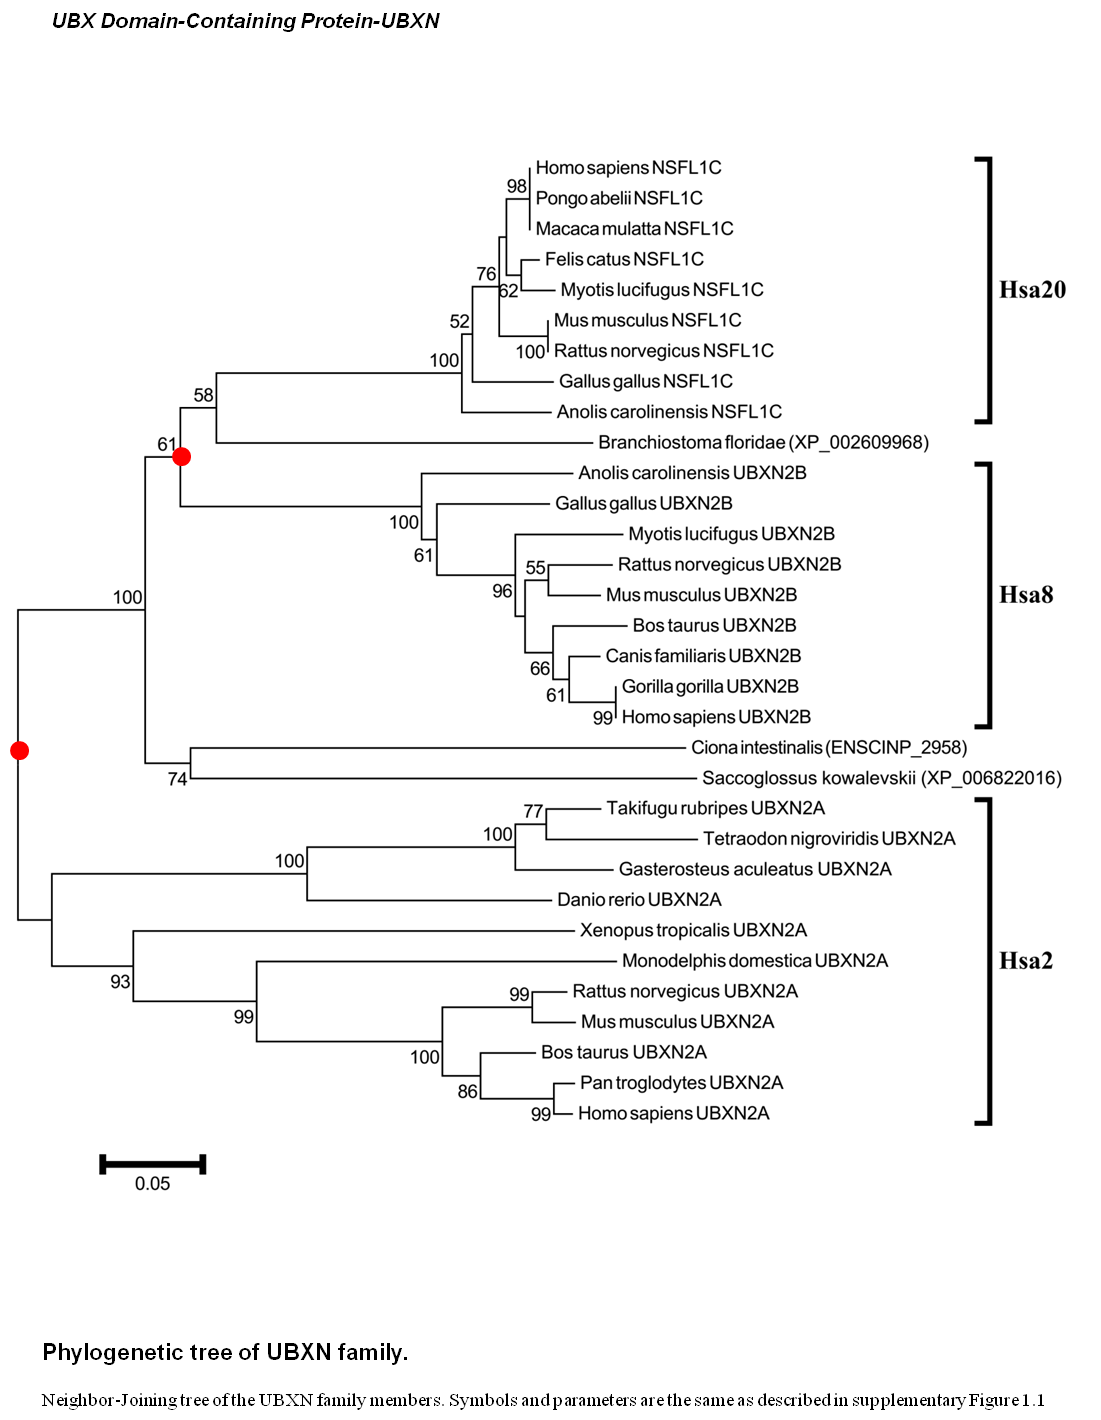 UBX Domain-Containing Protein-UBXN
Homo sapiens NSFL1C
98
Pongo abelii NSFL1C
Macaca mulatta NSFL1C
Felis catus NSFL1C
76
62
Myotis lucifugus NSFL1C
Hsa20
Mus musculus NSFL1C
52
100
Rattus norvegicus NSFL1C
100
Gallus gallus NSFL1C
58
Anolis carolinensis NSFL1C
61
Branchiostoma floridae (XP_002609968)
Anolis carolinensis UBXN2B
Gallus gallus UBXN2B
100
Myotis lucifugus UBXN2B
61
55
Rattus norvegicus UBXN2B
96
Mus musculus UBXN2B
Hsa8
100
Bos taurus UBXN2B
Canis familiaris UBXN2B
66
Gorilla gorilla UBXN2B
61
99
Homo sapiens UBXN2B
Ciona intestinalis (ENSCINP_2958)
74
Saccoglossus kowalevskii (XP_006822016)
Takifugu rubripes UBXN2A
77
100
Tetraodon nigroviridis UBXN2A
100
Gasterosteus aculeatus UBXN2A
Danio rerio UBXN2A
Xenopus tropicalis UBXN2A
Monodelphis domestica UBXN2A
Hsa2
93
99
Rattus norvegicus UBXN2A
99
Mus musculus UBXN2A
100
Bos taurus UBXN2A
86
Pan troglodytes UBXN2A
99
Homo sapiens UBXN2A
0.05
Phylogenetic tree of UBXN family.
Neighbor-Joining tree of the UBXN family members. Symbols and parameters are the same as described in supplementary Figure 1.1